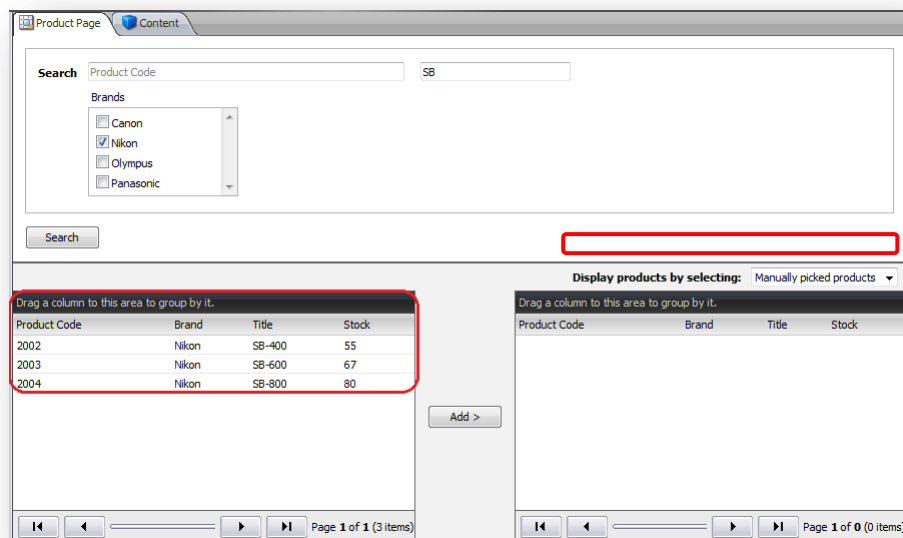 Product Page Content
Search Product Code SB
Brands
Canon
Nikon
Olympus
Panasonic
Search
Display products by selecting: Manually picked products
Drag a column to this area to group by it.
Product Code Brand Title Stock
2002 Nikon SB-400 55
2003 Nikon SB-600 67
2004 Nikon SB-800 80
Page 1 of 1 (3 items)
Add >
Drag a column to this area to group by it.
Product Code Brand Title Stock
Page 1 of 0 (0 items)